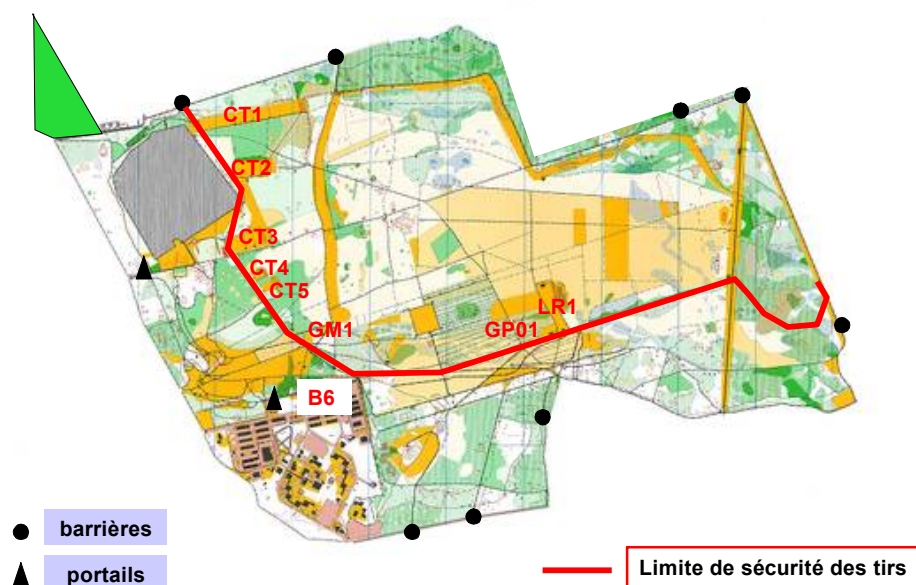 CT1
CT2
CT3
CT4
CT5
GM1
GP01
LR1
B6
barrières
portails
Limite de sécurité des tirs